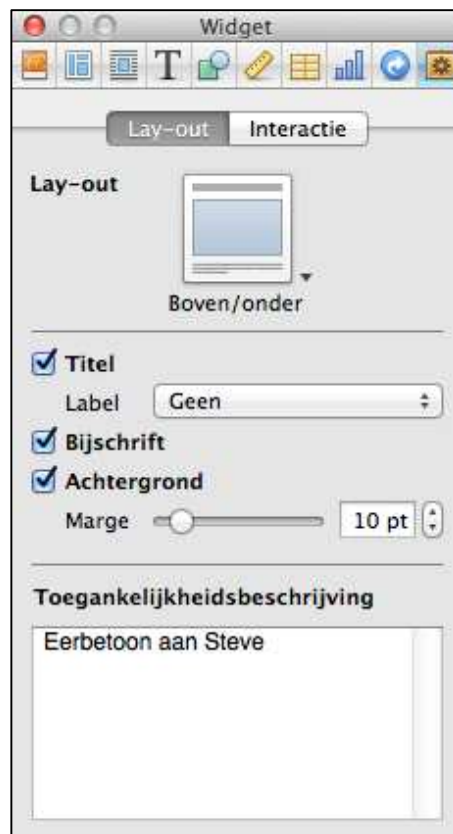 Widget
Lay-out Interactie
Lay-out
Boven/onder
Titel
Label Geen
Bijschrift
Achtergrond
Marge 10 pt
Toegankelijkheidsbeschrijving
Eerbetoon aan Steve